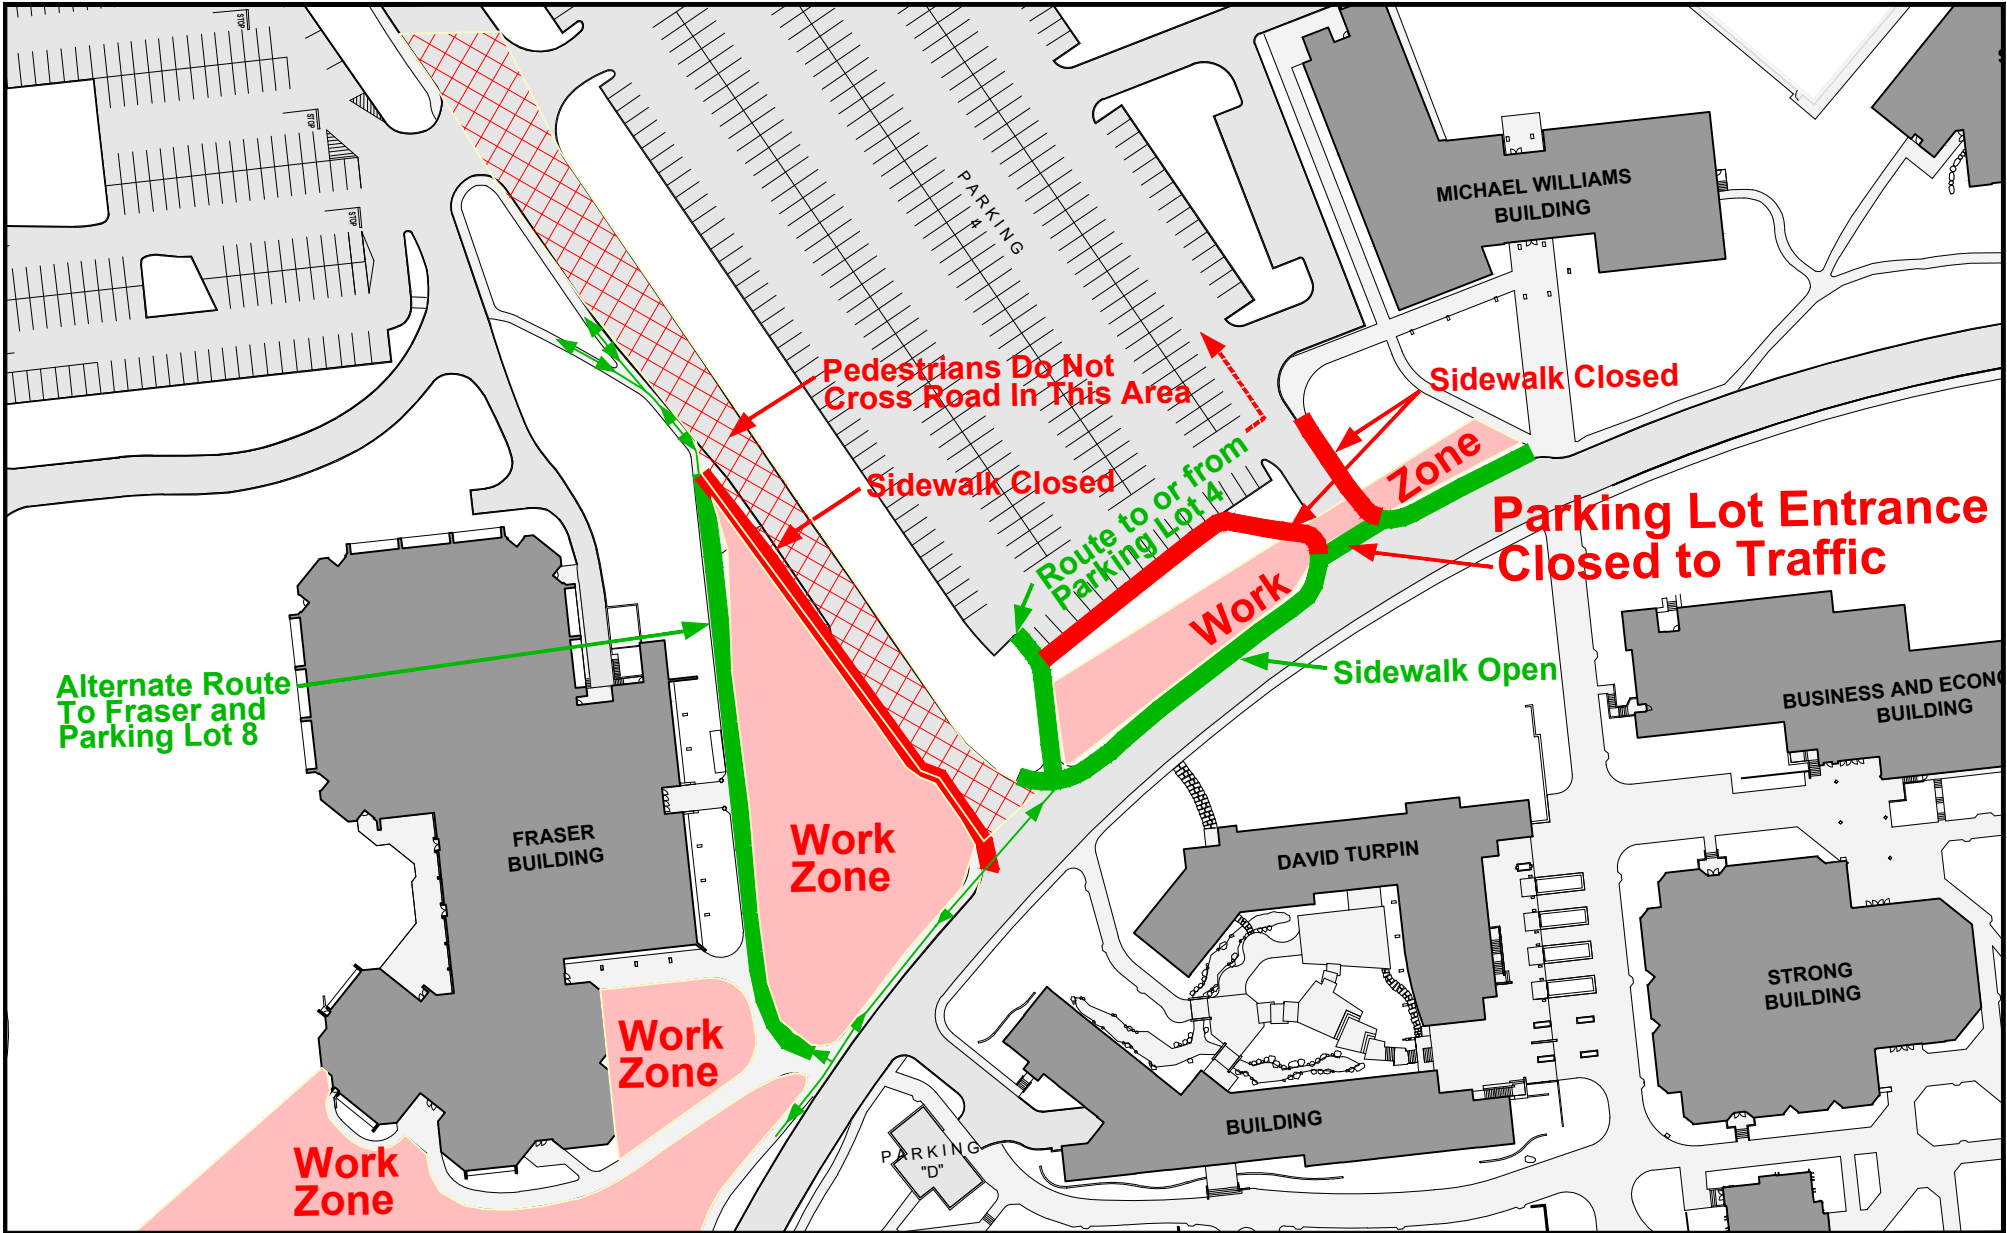 STOP
STOP
STOP
S
PARKING
4
MICHAEL WILLIAMS
BUILDING
Pedestrians Do Not
Cross Road In This Area
Sidewalk Closed
Sidewalk Closed
Route to or from
Parking Lot 4
Work
Zone
Parking Lot Entrance
Closed to Traffic
Sidewalk Open
Alternate Route
To Fraser and
Parking Lot 8
BUSINESS AND ECONO
BUILDING
FRASER
BUILDING
Work
Zone
DAVID TURPIN
STRONG
BUILDING
Work
Zone
BUILDING
PARKING
"D"
Work
Zone